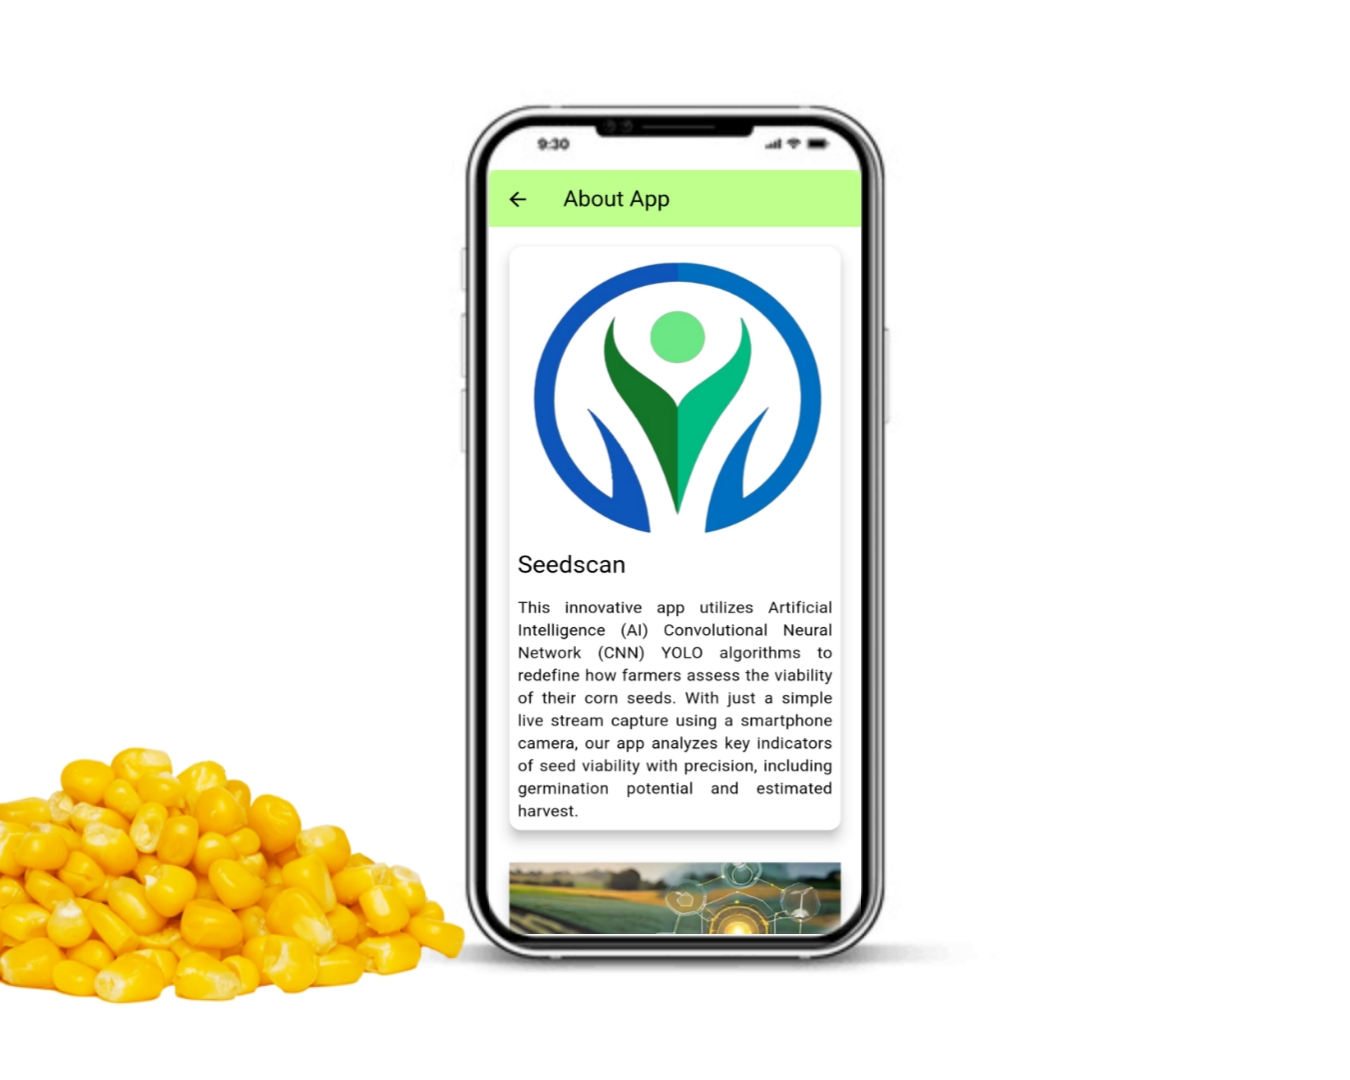 9:30
About App
Seedscan
This innovative app utilizes Artificial
Intelligence (AI) Convolutional Neural
Network (CNN) YOLO algorithms to
redefine how farmers assess the viability
of their corn seeds. With just a simple
live stream capture using a smartphone
camera, our app analyzes key indicators
of seed viability with precision, including
germination potential and estimated
harvest.